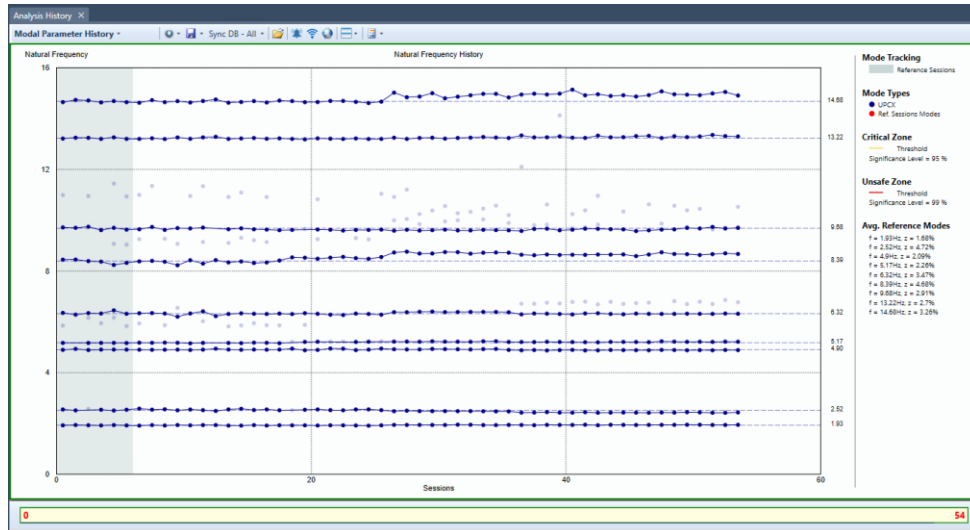 Analysis History ×
Modal Parameter History
Sync DB - All
Natural Frequency
Natural Frequency History
16
12
8
4
0
0
20
40
60
Sessions
14.68
13.22
9.68
8.39
6.32
5.17
4.90
2.52
1.93
Mode Tracking
Reference Sessions
Mode Types
UPCX
Ref. Sessions Modes
Critical Zone
Threshold
Significance Level = 95 %
Unsafe Zone
Threshold
Significance Level = 99 %
Avg. Reference Modes
f = 1,93Hz, z = 1.68%
f = 2,52Hz, z = 4.72%
f = 4,9Hz, z = 2.09%
f = 5,17Hz, z = 2.26%
f = 6,32Hz, z = 3.47%
f = 8,39Hz, z = 4.68%
f = 9,68Hz, z = 2.91%
f = 13,22Hz, z = 2.7%
f = 14,68Hz, z = 3.26%
0
54